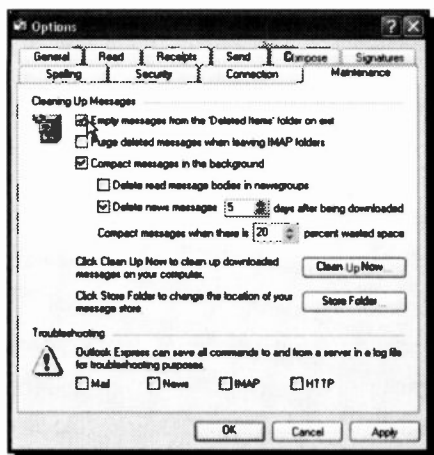 Options
General Read Receipts Send Compose Signatures
Spelling Security Connection Maintenance
Cleaning Up Messages
Empty messages from the 'Deleted Items' folder on exit
Purge deleted messages when leaving IMAP folders
Compact messages in the background
Delete read message bodies in newsgroups
Delete news messages 5 days after being downloaded
Compact messages when there is 20 percent wasted space
Click Clean Up Now to clean up downloaded
messages on your computer.
Clean Up Now...
Click Store Folder to change the location of your
message store.
Store Folder...
Troubleshooting
Outlook Express can save all commands to and from a server in a log file
for troubleshooting purposes.
Mail News IMAP HTTP
OK Cancel Apply